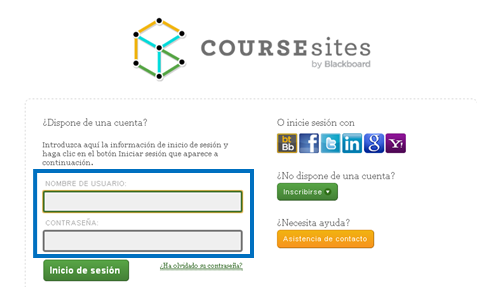 COURSEsites
by Blackboard
¿Dispone de una cuenta?
Introduzca aquí la información de inicio de sesión y
haga clic en el botón Iniciar sesión que aparece a
continuación.
NOMBRE DE USUARIO:
CONTRASEÑA:
Inicio de sesión
¿Ha olvidado su contraseña?
O inicie sesión con
bt
Bb
f
t
in
g
Y!
¿No dispone de una cuenta?
Inscribirse
¿Necesita ayuda?
Asistencia de contacto